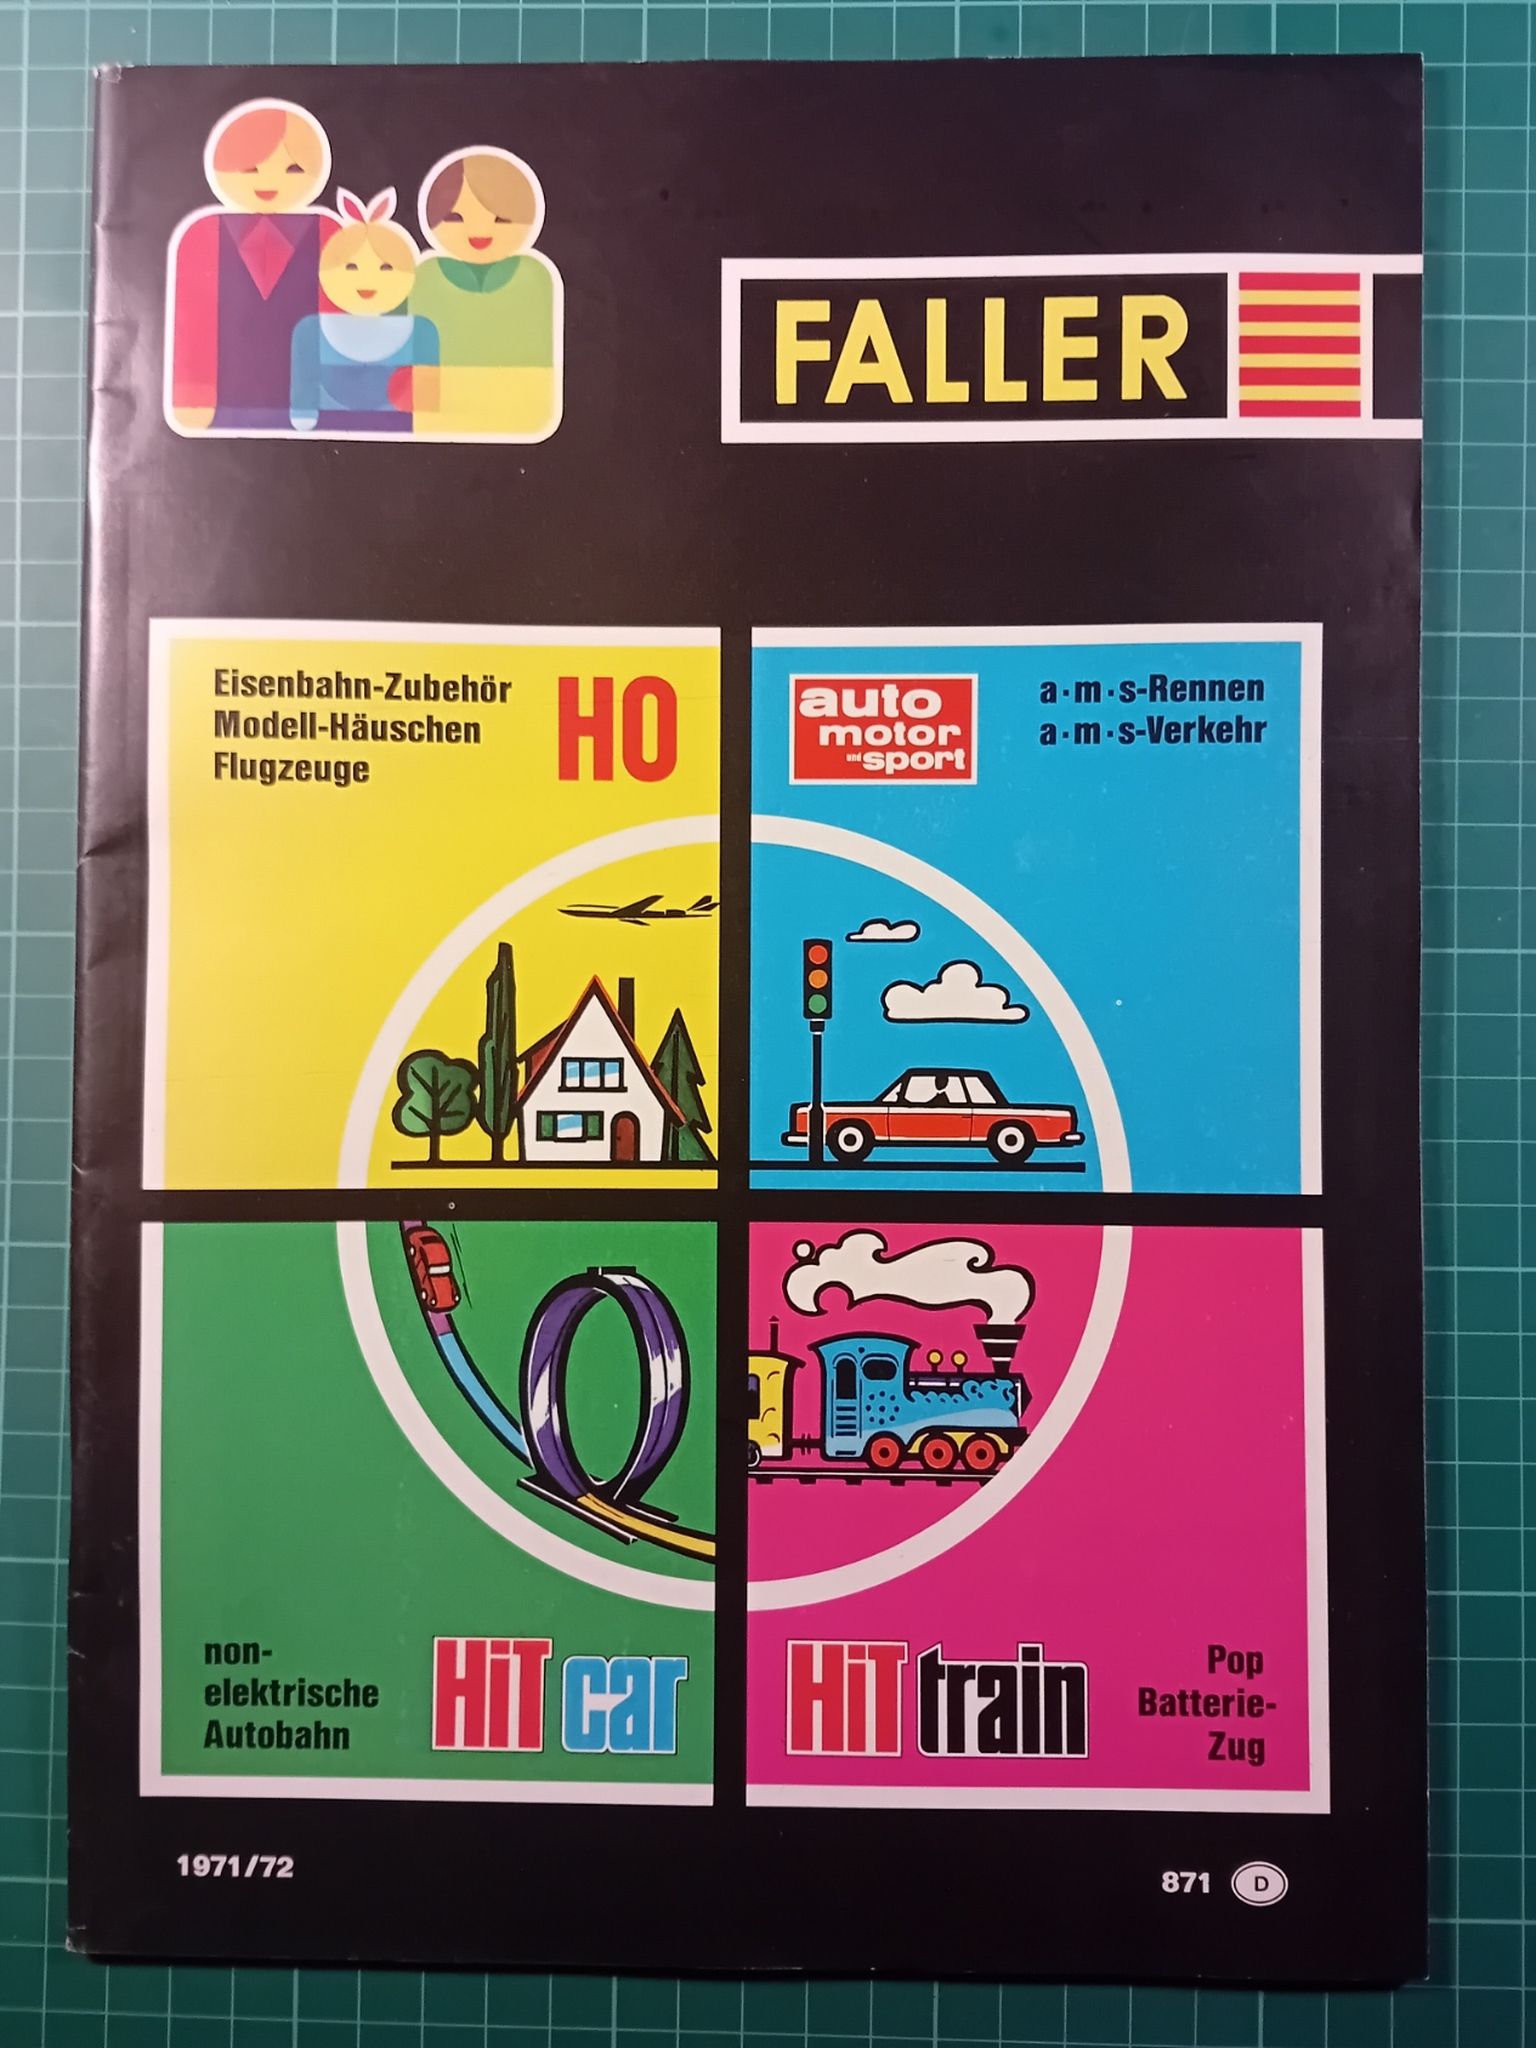 FALLER
Eisenbahn-Zubehör
Modell-Häuschen
Flugzeuge
HO
auto
motor
und sport
a·m·s-Rennen
a·m·s-Verkehr
non-
elektrische
Autobahn
HiT car
HiT train
Pop
Batterie-
Zug
1971/72
871 D